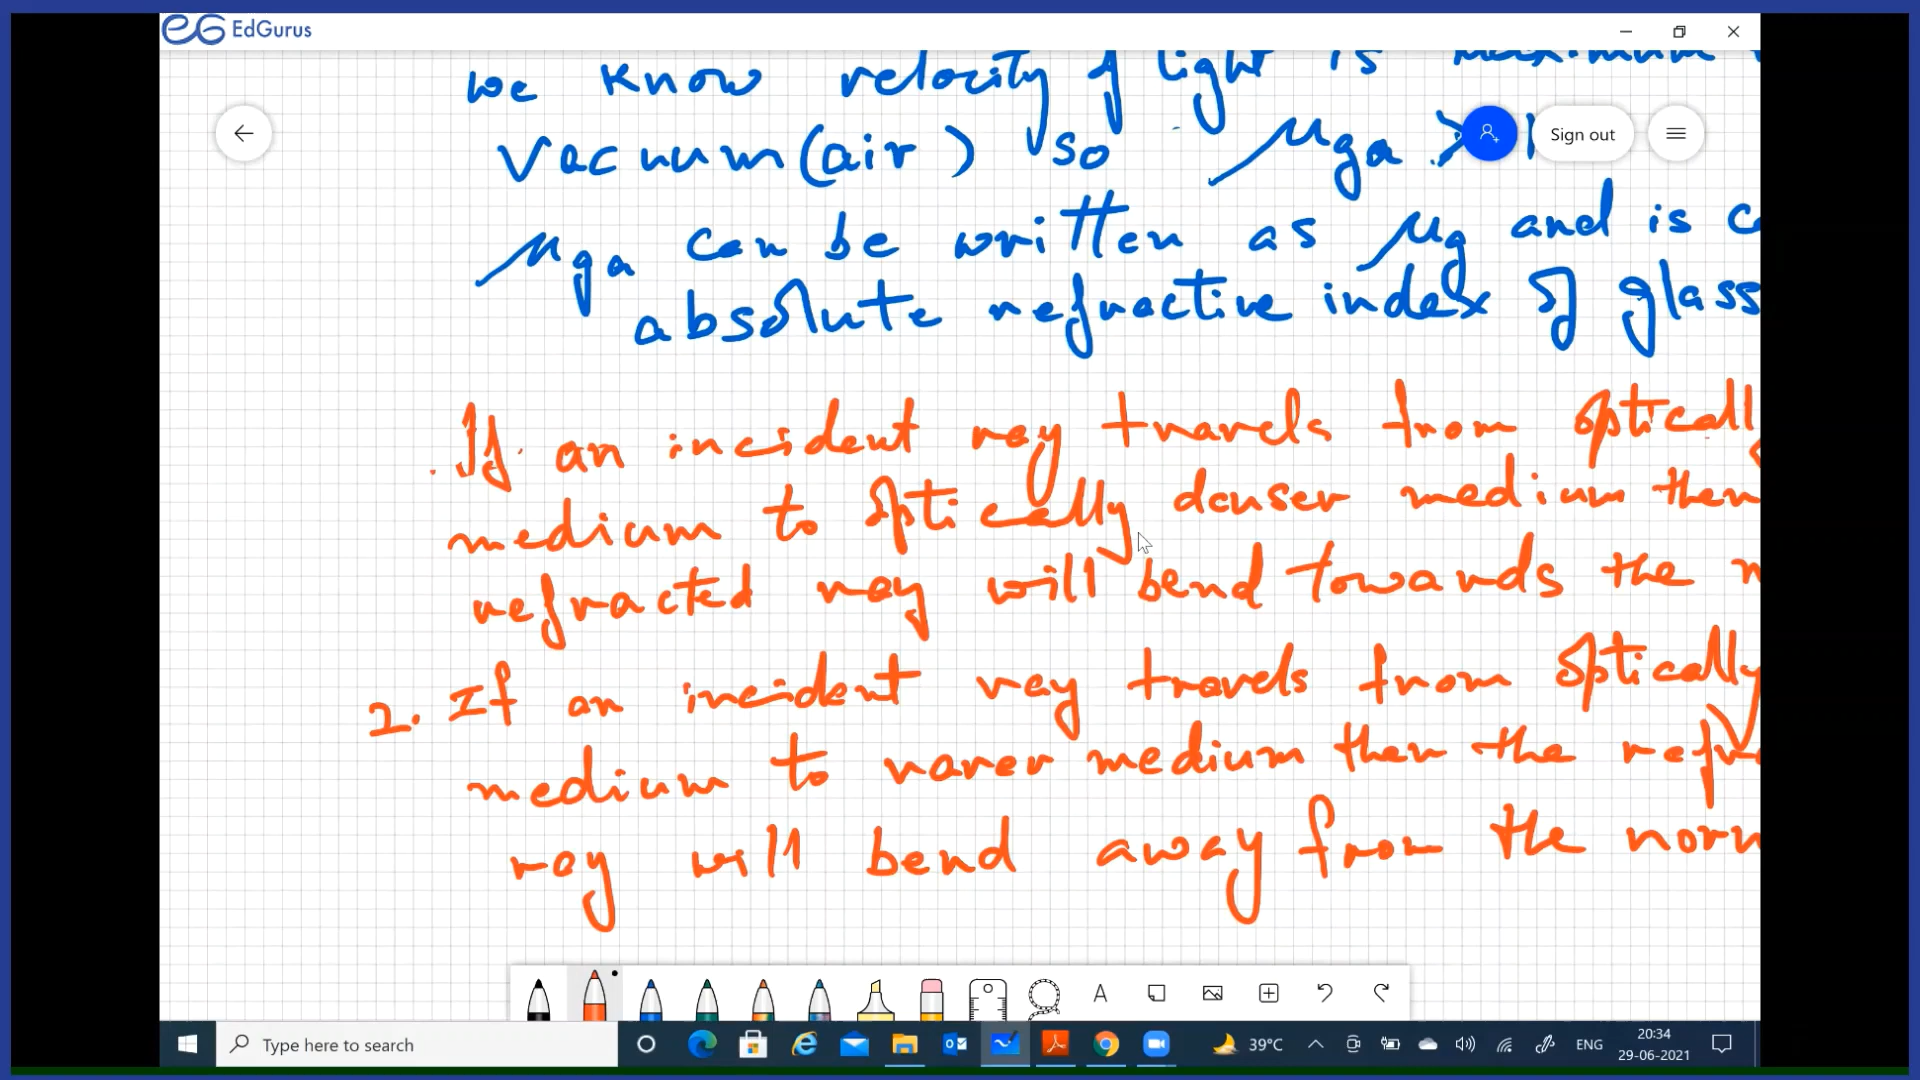 EdGurus
we know velocity of light is maximum
Sign out
vacuum (air) so μga > 1
μga can be written as μg and is c
absolute refractive index of glass
. If an incident ray travels from optically
medium to optically denser medium then
refracted ray will bend towards the n
2. If an incident ray travels from optically
medium to rarer medium then the refr
ray will bend away from the norm
A
Type here to search
39°C
ENG
20:34
29-06-2021